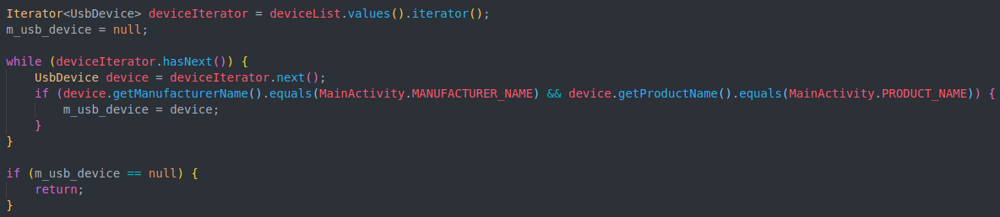 Iterator<UsbDevice> deviceIterator = deviceList.values().iterator();
m_usb_device = null;

while (deviceIterator.hasNext()) {
    UsbDevice device = deviceIterator.next();
    if (device.getManufacturerName().equals(MainActivity.MANUFACTURER_NAME) && device.getProductName().equals(MainActivity.PRODUCT_NAME)) {
        m_usb_device = device;
    }
}

if (m_usb_device == null) {
    return;
}